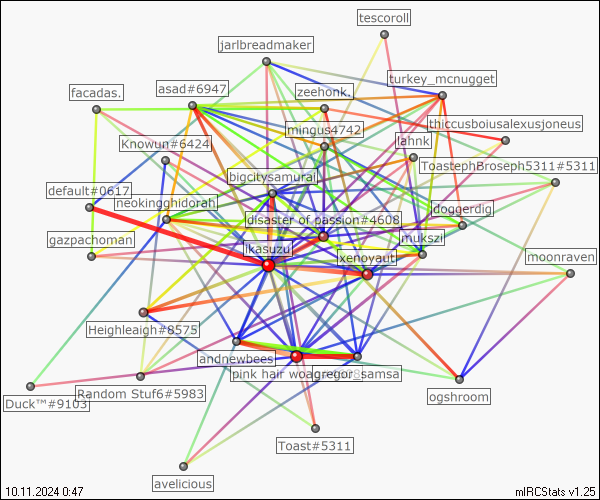 tescoroll
jarlbreadmaker
turkey_mcnugget
asad#6947
zeehonk.
facadas.
thiccusboiusalexusjoneus
mingus4742
Knowun#6424
lahnk
ToastephBroseph5311#5311
bigcitysamurai
default#0617
neokingghidorah
doggerdig
disaster of passion#4608
mukszi
gazpachoman
ikasuzu
xenoyaut
moonraven
Heighleaigh#8575
andnewbees
pink hair
gregor_samsa
Random Stuf6#5983
ogshroom
Duck™#9103
Toast#5311
avelicious
10.11.2024 0:47
mIRCStats v1.25